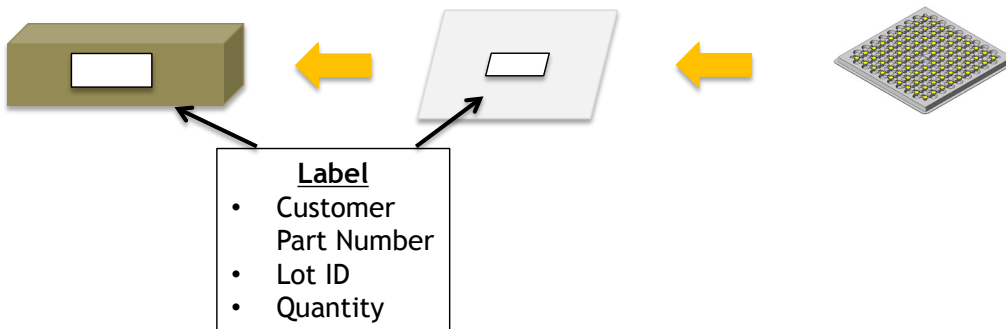 Label
• Customer
Part Number
• Lot ID
• Quantity